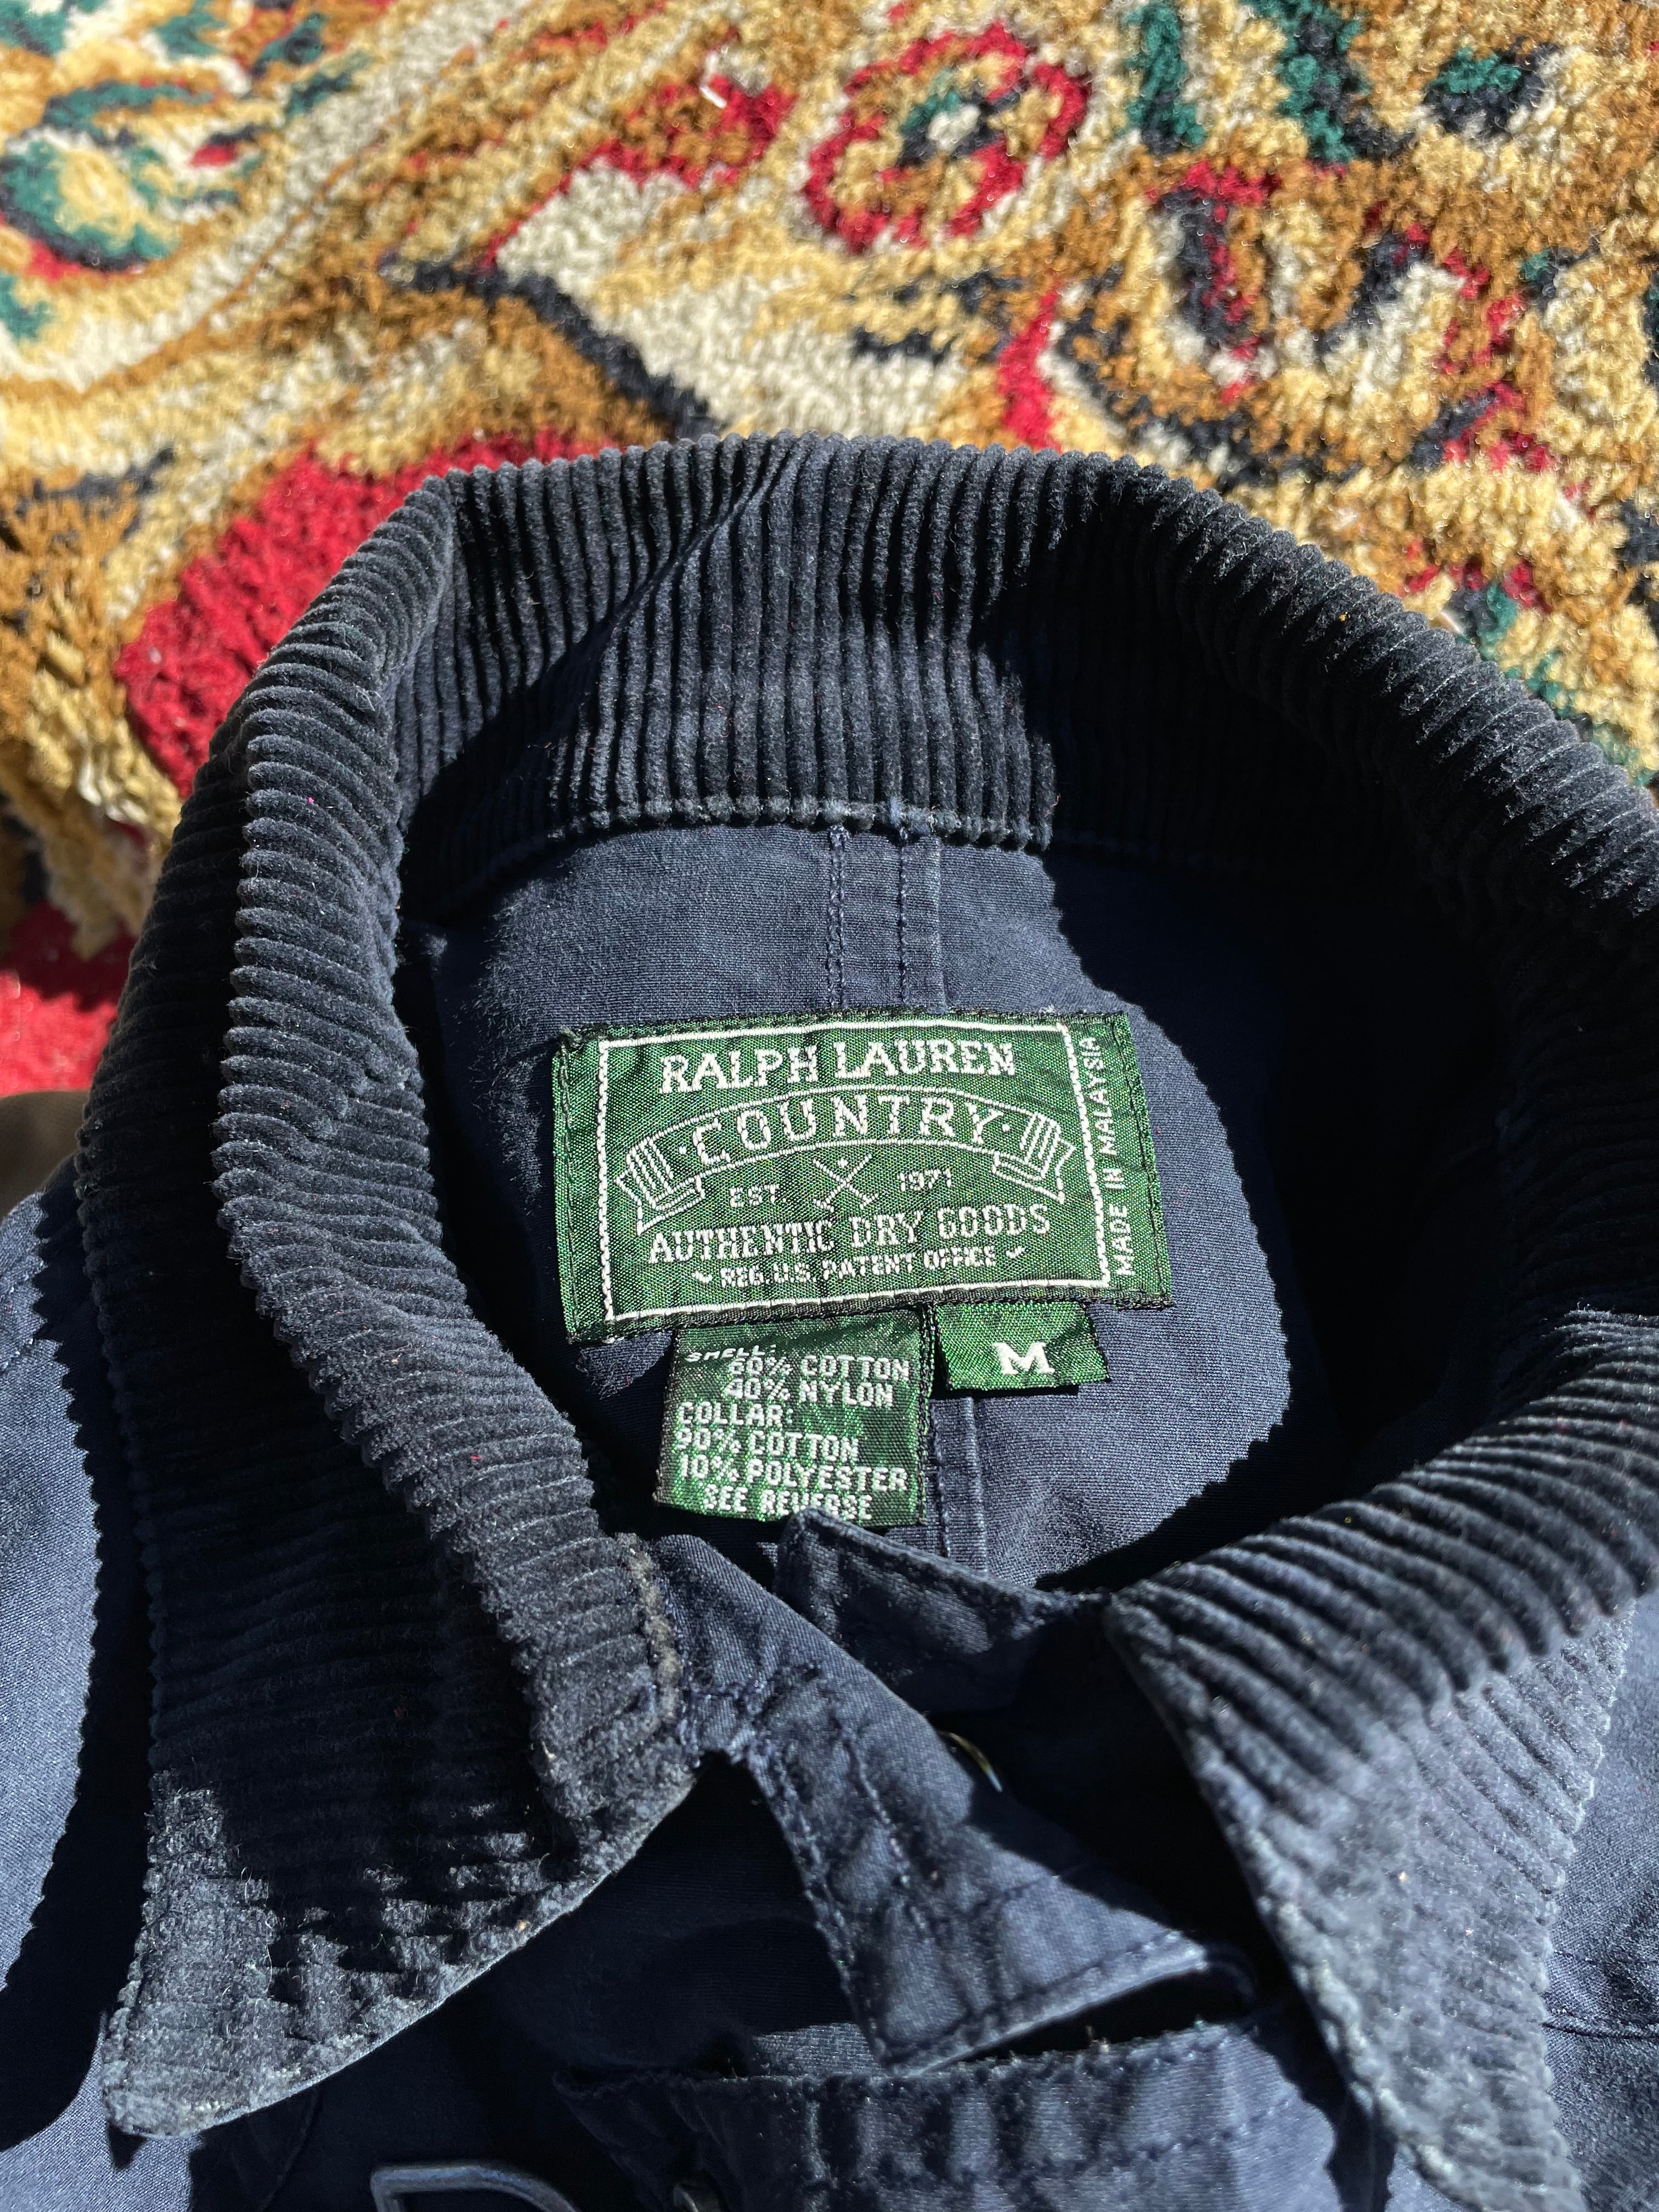 RALPH LAUREN
·COUNTRY·
EST. 1971
AUTHENTIC DRY GOODS
REG. U.S. PATENT OFFICE
MADE IN MALAYSIA
M
SHELL:
60% COTTON
40% NYLON
COLLAR:
90% COTTON
10% POLYESTER
SEE REVERSE